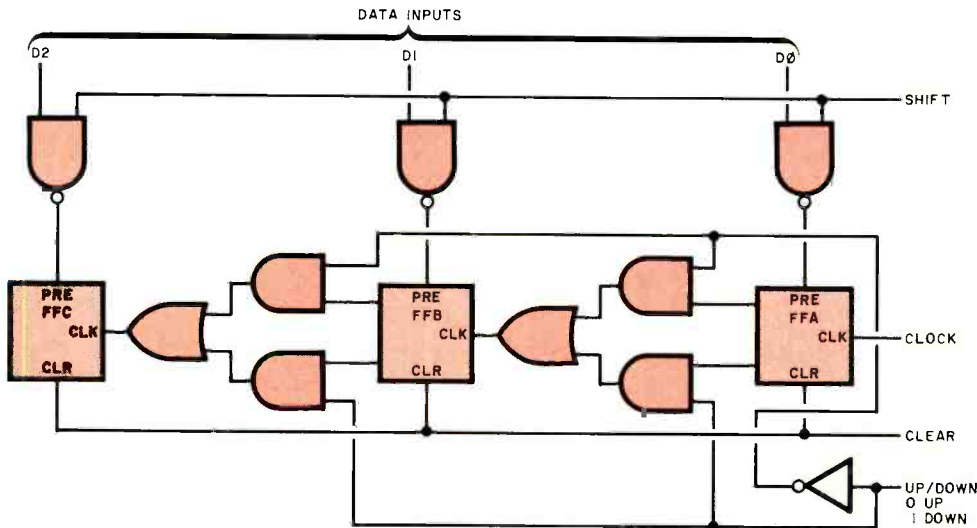 DATA INPUTS
D2
D1
DØ
SHIFT
PRE
FFC
CLK
CLR
PRE
FFB
CLK
CLR
PRE
FFA
CLK
CLR
CLOCK
CLEAR
UP/DOWN
0 UP
1 DOWN